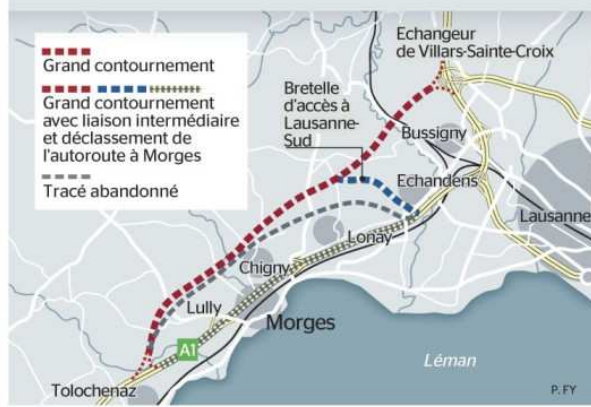 Grand contournement
Grand contournement
avec liaison intermédiaire
et déclassement de
l'autoroute à Morges
Tracé abandonné
Echangeur
de Villars-Sainte-Croix
Bretelle
d'accès à
Lausanne-
Sud
Bussigny
Echandens
Lausanne
Lonay
Chigny
Lully
Morges
A1
Léman
Tolochenaz
P. FY